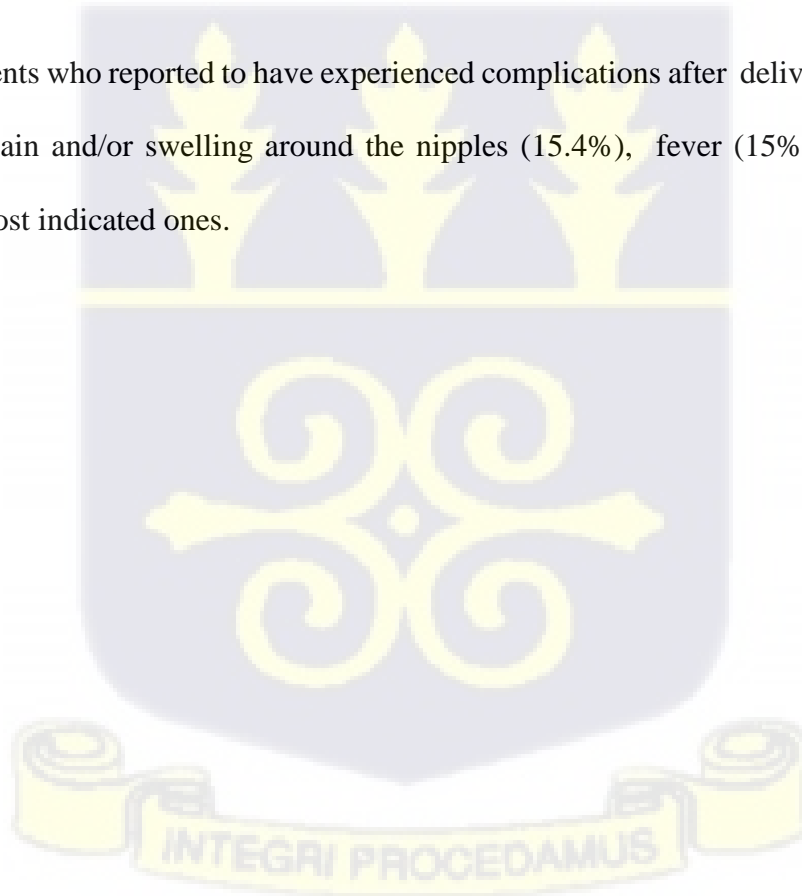 ents who reported to have experienced complications after deliv
ain and/or swelling around the nipples (15.4%), fever (15%
ost indicated ones.
INTEGRI PROCEDAMUS